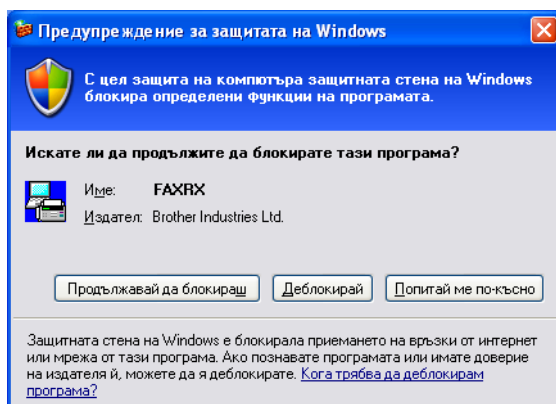 Предупреждение за защитата на Windows
С цел защита на компютъра защитната стена на Windows
блокира определени функции на програмата.
Искате ли да продължите да блокирате тази програма?
Име: FAXRX
Издател: Brother Industries Ltd.
Продължавай да блокираш Деблокирай Попитай ме по-късно
Защитната стена на Windows е блокирала приемането на връзки от интернет
или мрежа от тази програма. Ако познавате програмата или имате доверие
на издателя й, можете да я деблокирате. Кога трябва да деблокирам
програма?